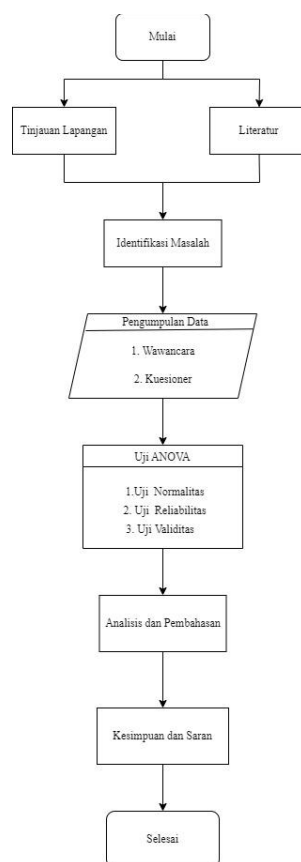 Mulai
Tinjauan Lapangan
Literatur
Identifikasi Masalah
Pengumpulan Data
1. Wawancara
2. Kuesioner
Uji ANOVA
1.Uji Normalitas
2. Uji Reliabilitas
3. Uji Validitas
Analisis dan Pembahasan
Kesimpuan dan Saran
Selesai